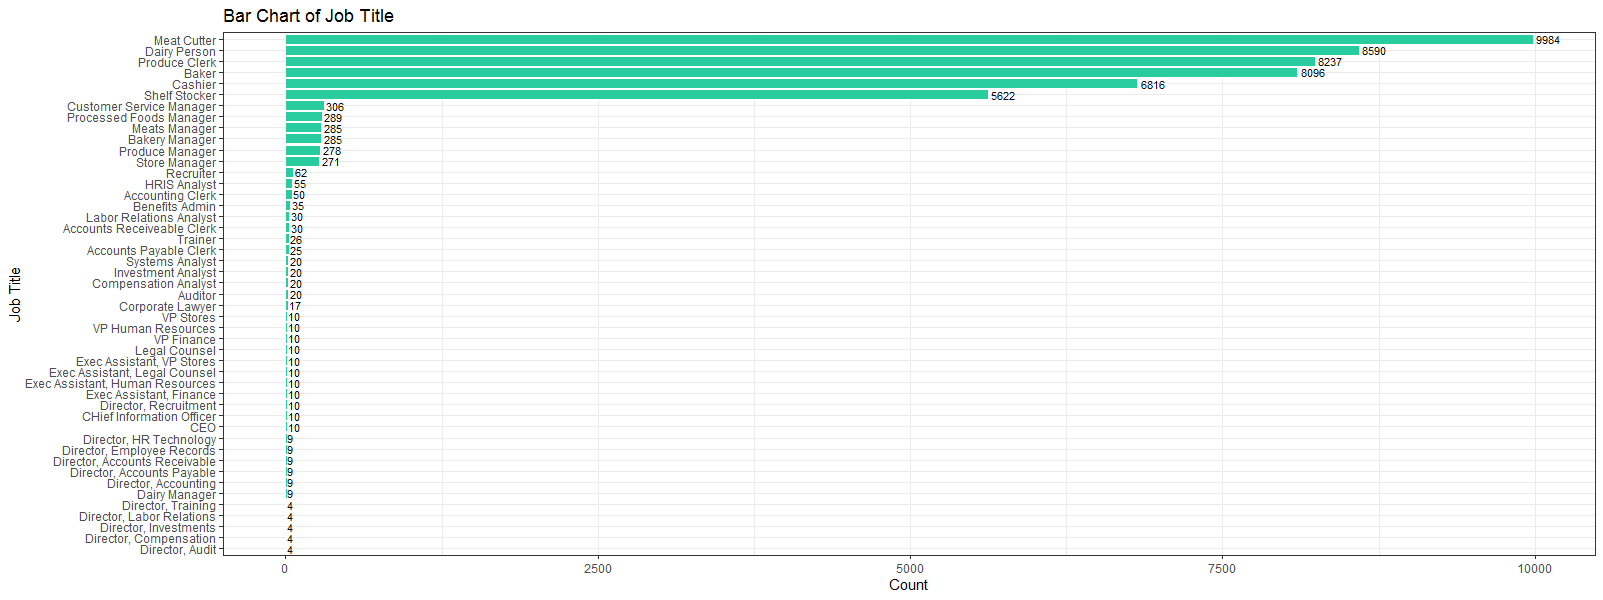 Bar Chart of Job Title
Meat Cutter 9984
Dairy Person 8590
Produce Clerk 8237
Baker 8096
Cashier 6816
Shelf Stocker 5622
Customer Service Manager 306
Processed Foods Manager 289
Meats Manager 285
Bakery Manager 285
Produce Manager 278
Store Manager 271
Recruiter 62
HRIS Analyst 55
Accounting Clerk 50
Benefits Admin 35
Labor Relations Analyst 30
Accounts Receiveable Clerk 30
Trainer 26
Accounts Payable Clerk 25
Systems Analyst 20
Investment Analyst 20
Compensation Analyst 20
Auditor 20
Corporate Lawyer 17
VP Stores 10
VP Human Resources 10
VP Finance 10
Legal Counsel 10
Exec Assistant, VP Stores 10
Exec Assistant, Legal Counsel 10
Exec Assistant, Human Resources 10
Exec Assistant, Finance 10
Director, Recruitment 10
CHief Information Officer 10
CEO 10
Director, HR Technology 9
Director, Employee Records 9
Director, Accounts Receivable 9
Director, Accounts Payable 9
Director, Accounting 9
Dairy Manager 9
Director, Training 4
Director, Labor Relations 4
Director, Investments 4
Director, Compensation 4
Director, Audit 4
Job Title
0 2500 5000 7500 10000
Count